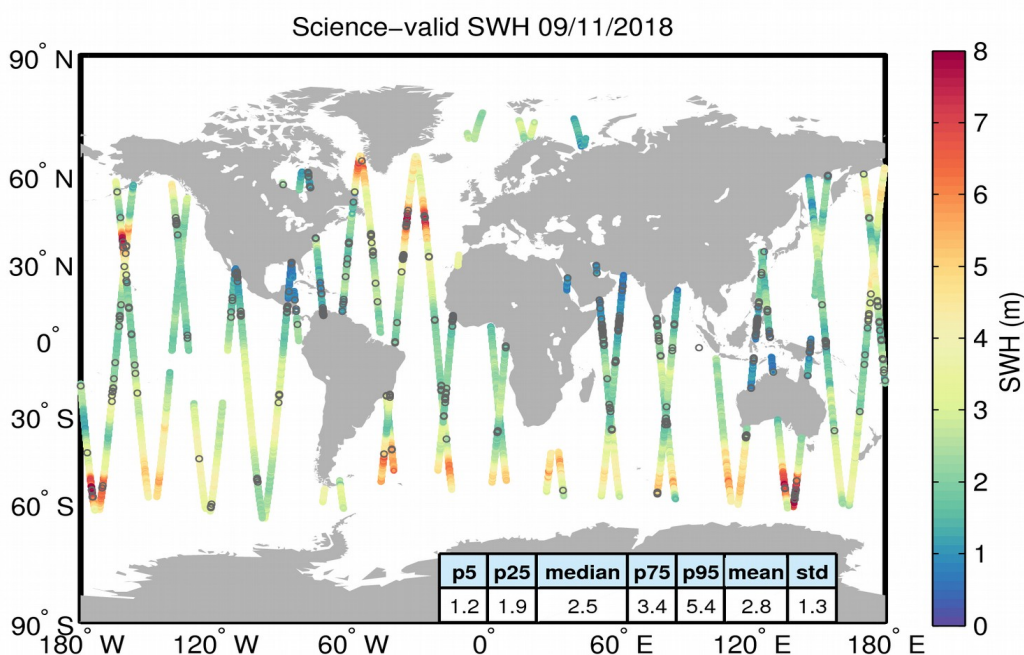 Science-valid SWH 09/11/2018
90° N
60° N
30° N
0°
30° S
60° S
90° S
180° W
120° W
60° W
0°
60° E
120° E
180° E
p5 p25 median p75 p95 mean std
1.2 1.9 2.5 3.4 5.4 2.8 1.3
8
7
6
5
4
3
2
1
0
SWH (m)